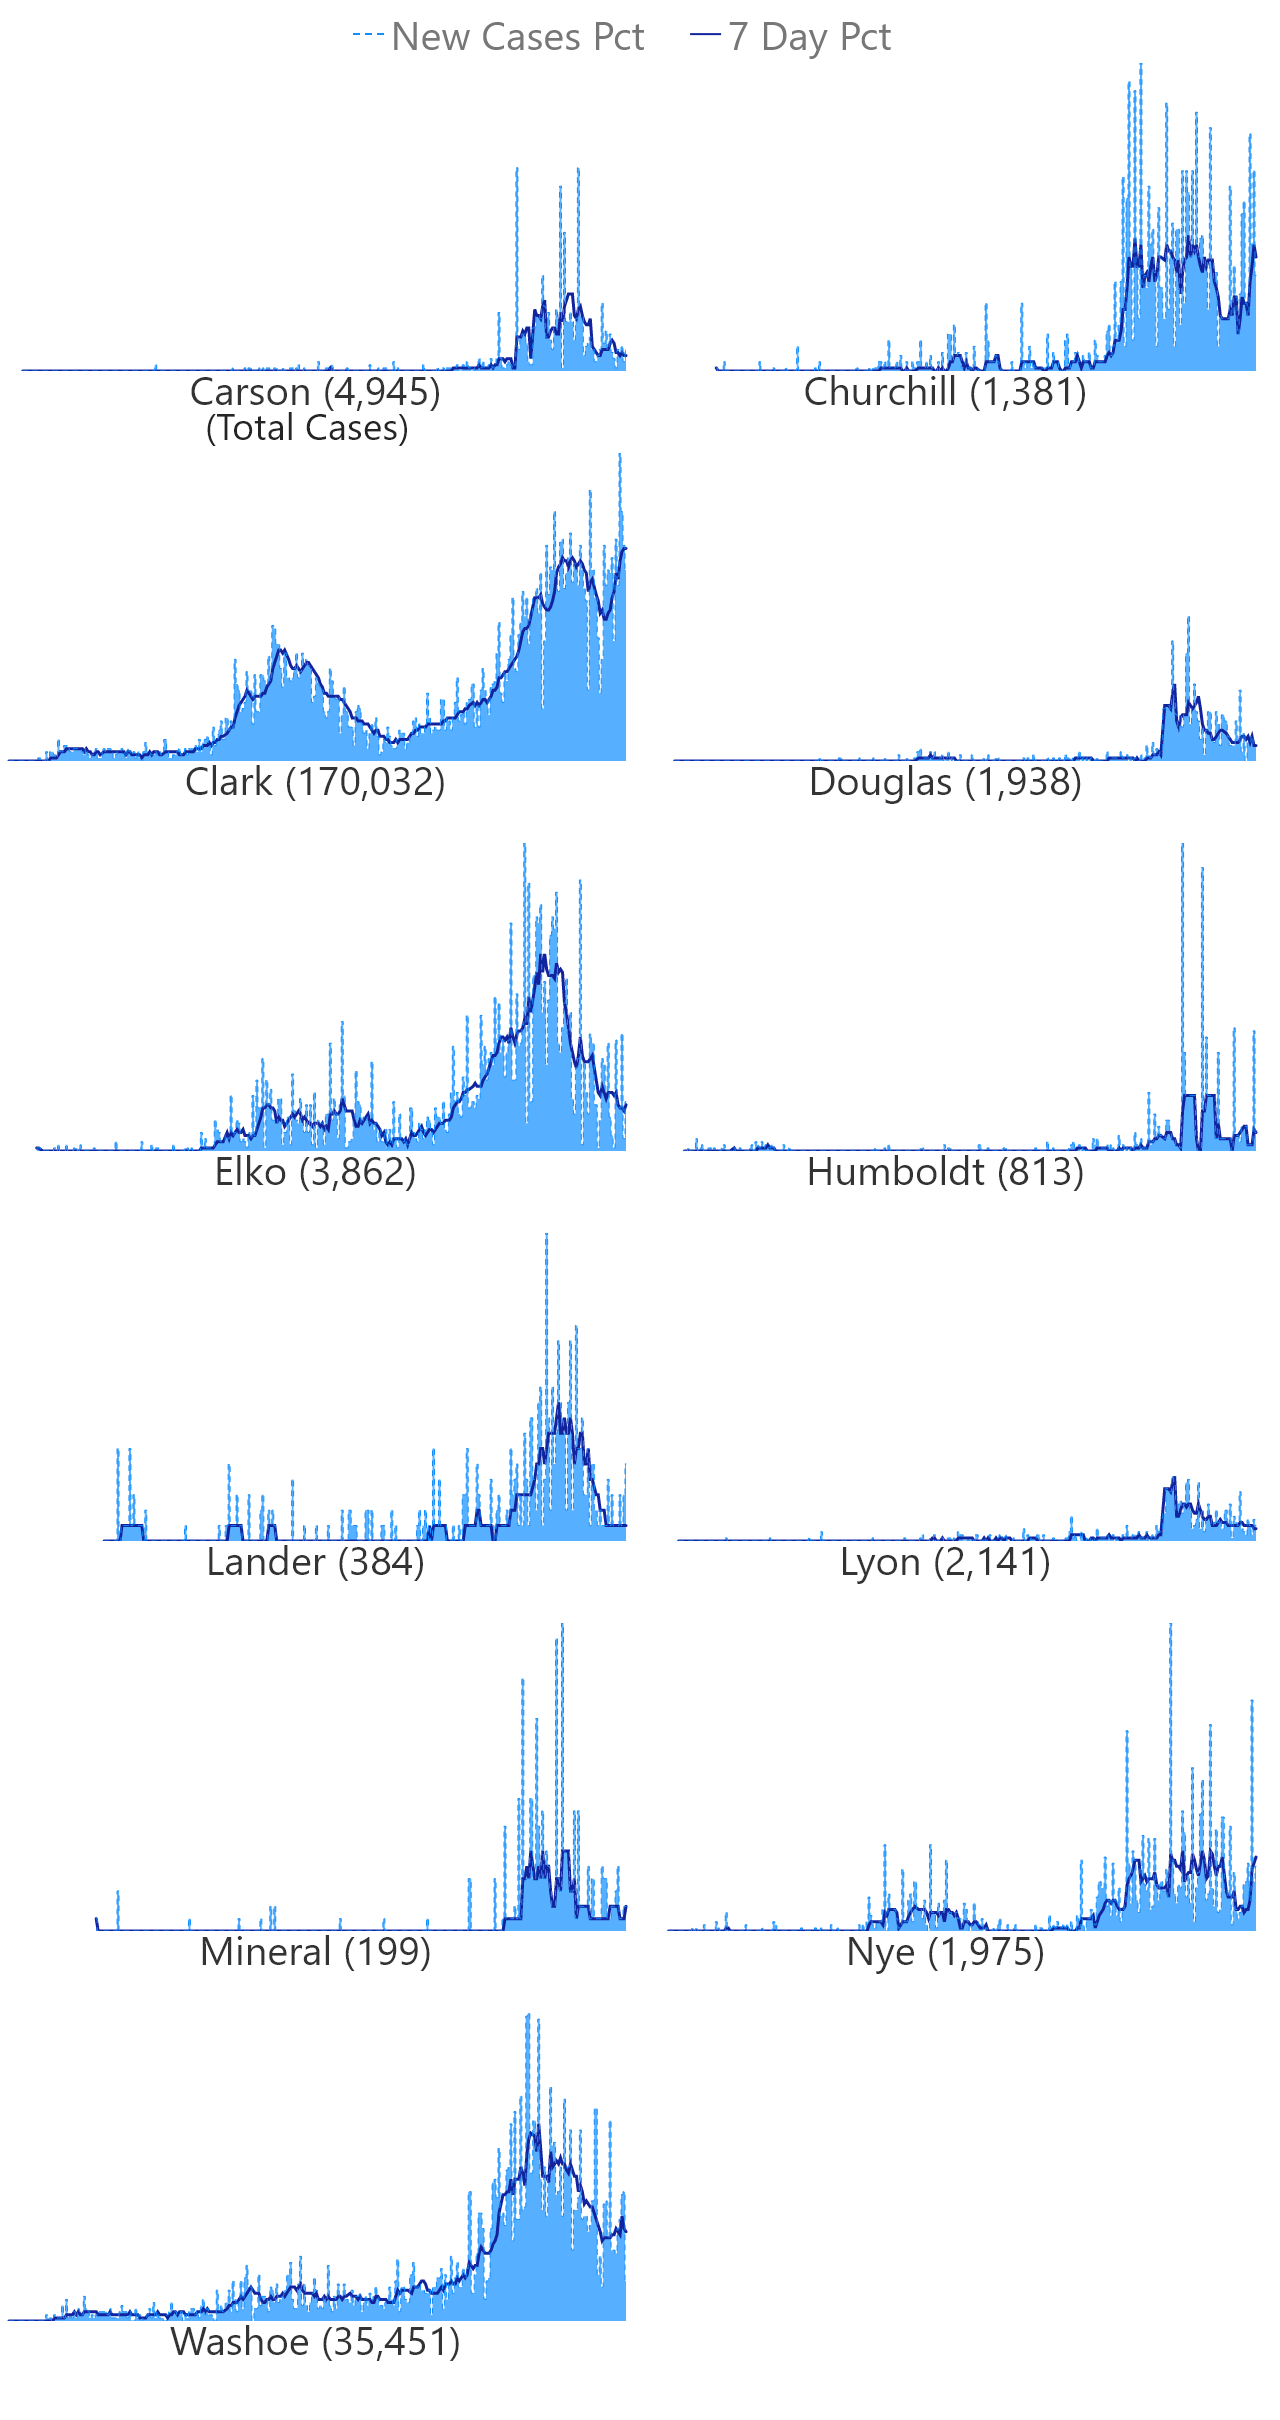 New Cases Pct 7 Day Pct
Carson (4,945) Churchill (1,381)
(Total Cases)
Clark (170,032) Douglas (1,938)
Elko (3,862) Humboldt (813)
Lander (384) Lyon (2,141)
Mineral (199) Nye (1,975)
Washoe (35,451)